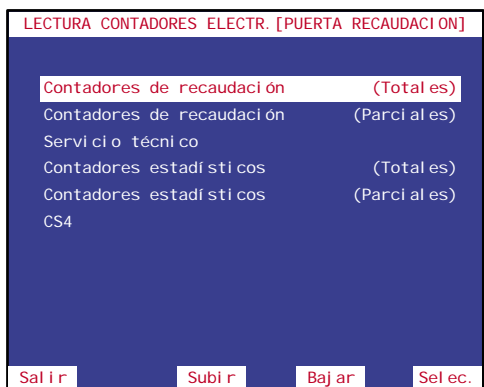 LECTURA CONTADORES ELECTR.[PUERTA RECAUDACION]
Contadores de recaudación (Totales)
Contadores de recaudación (Parciales)
Servicio técnico
Contadores estadísticos (Totales)
Contadores estadísticos (Parciales)
CS4
Salir Subir Bajar Selec.